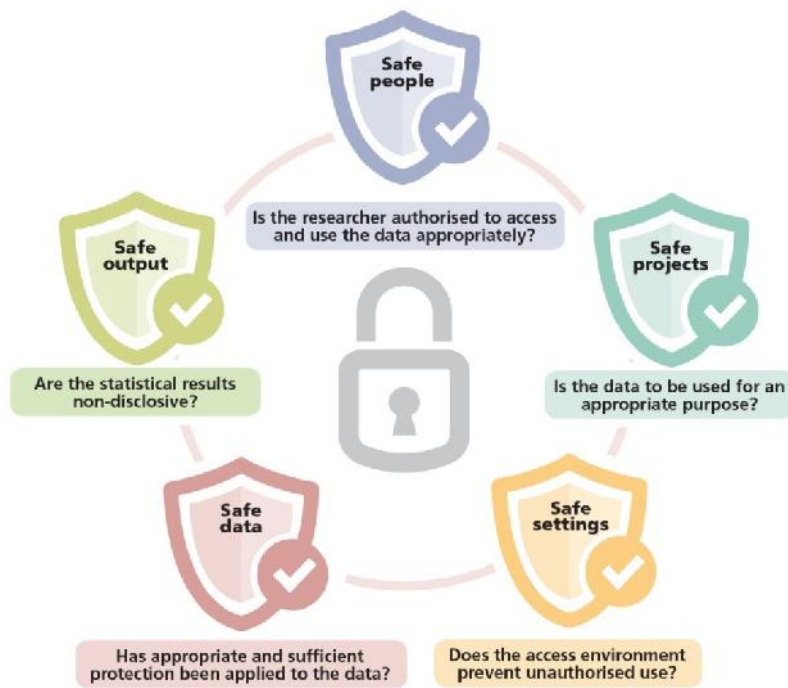 Safe
people
Is the researcher authorised to access
and use the data appropriately?
Safe
output
Are the statistical results
non-disclosive?
Safe
projects
Is the data to be used for an
appropriate purpose?
Safe
data
Has appropriate and sufficient
protection been applied to the data?
Safe
settings
Does the access environment
prevent unauthorised use?